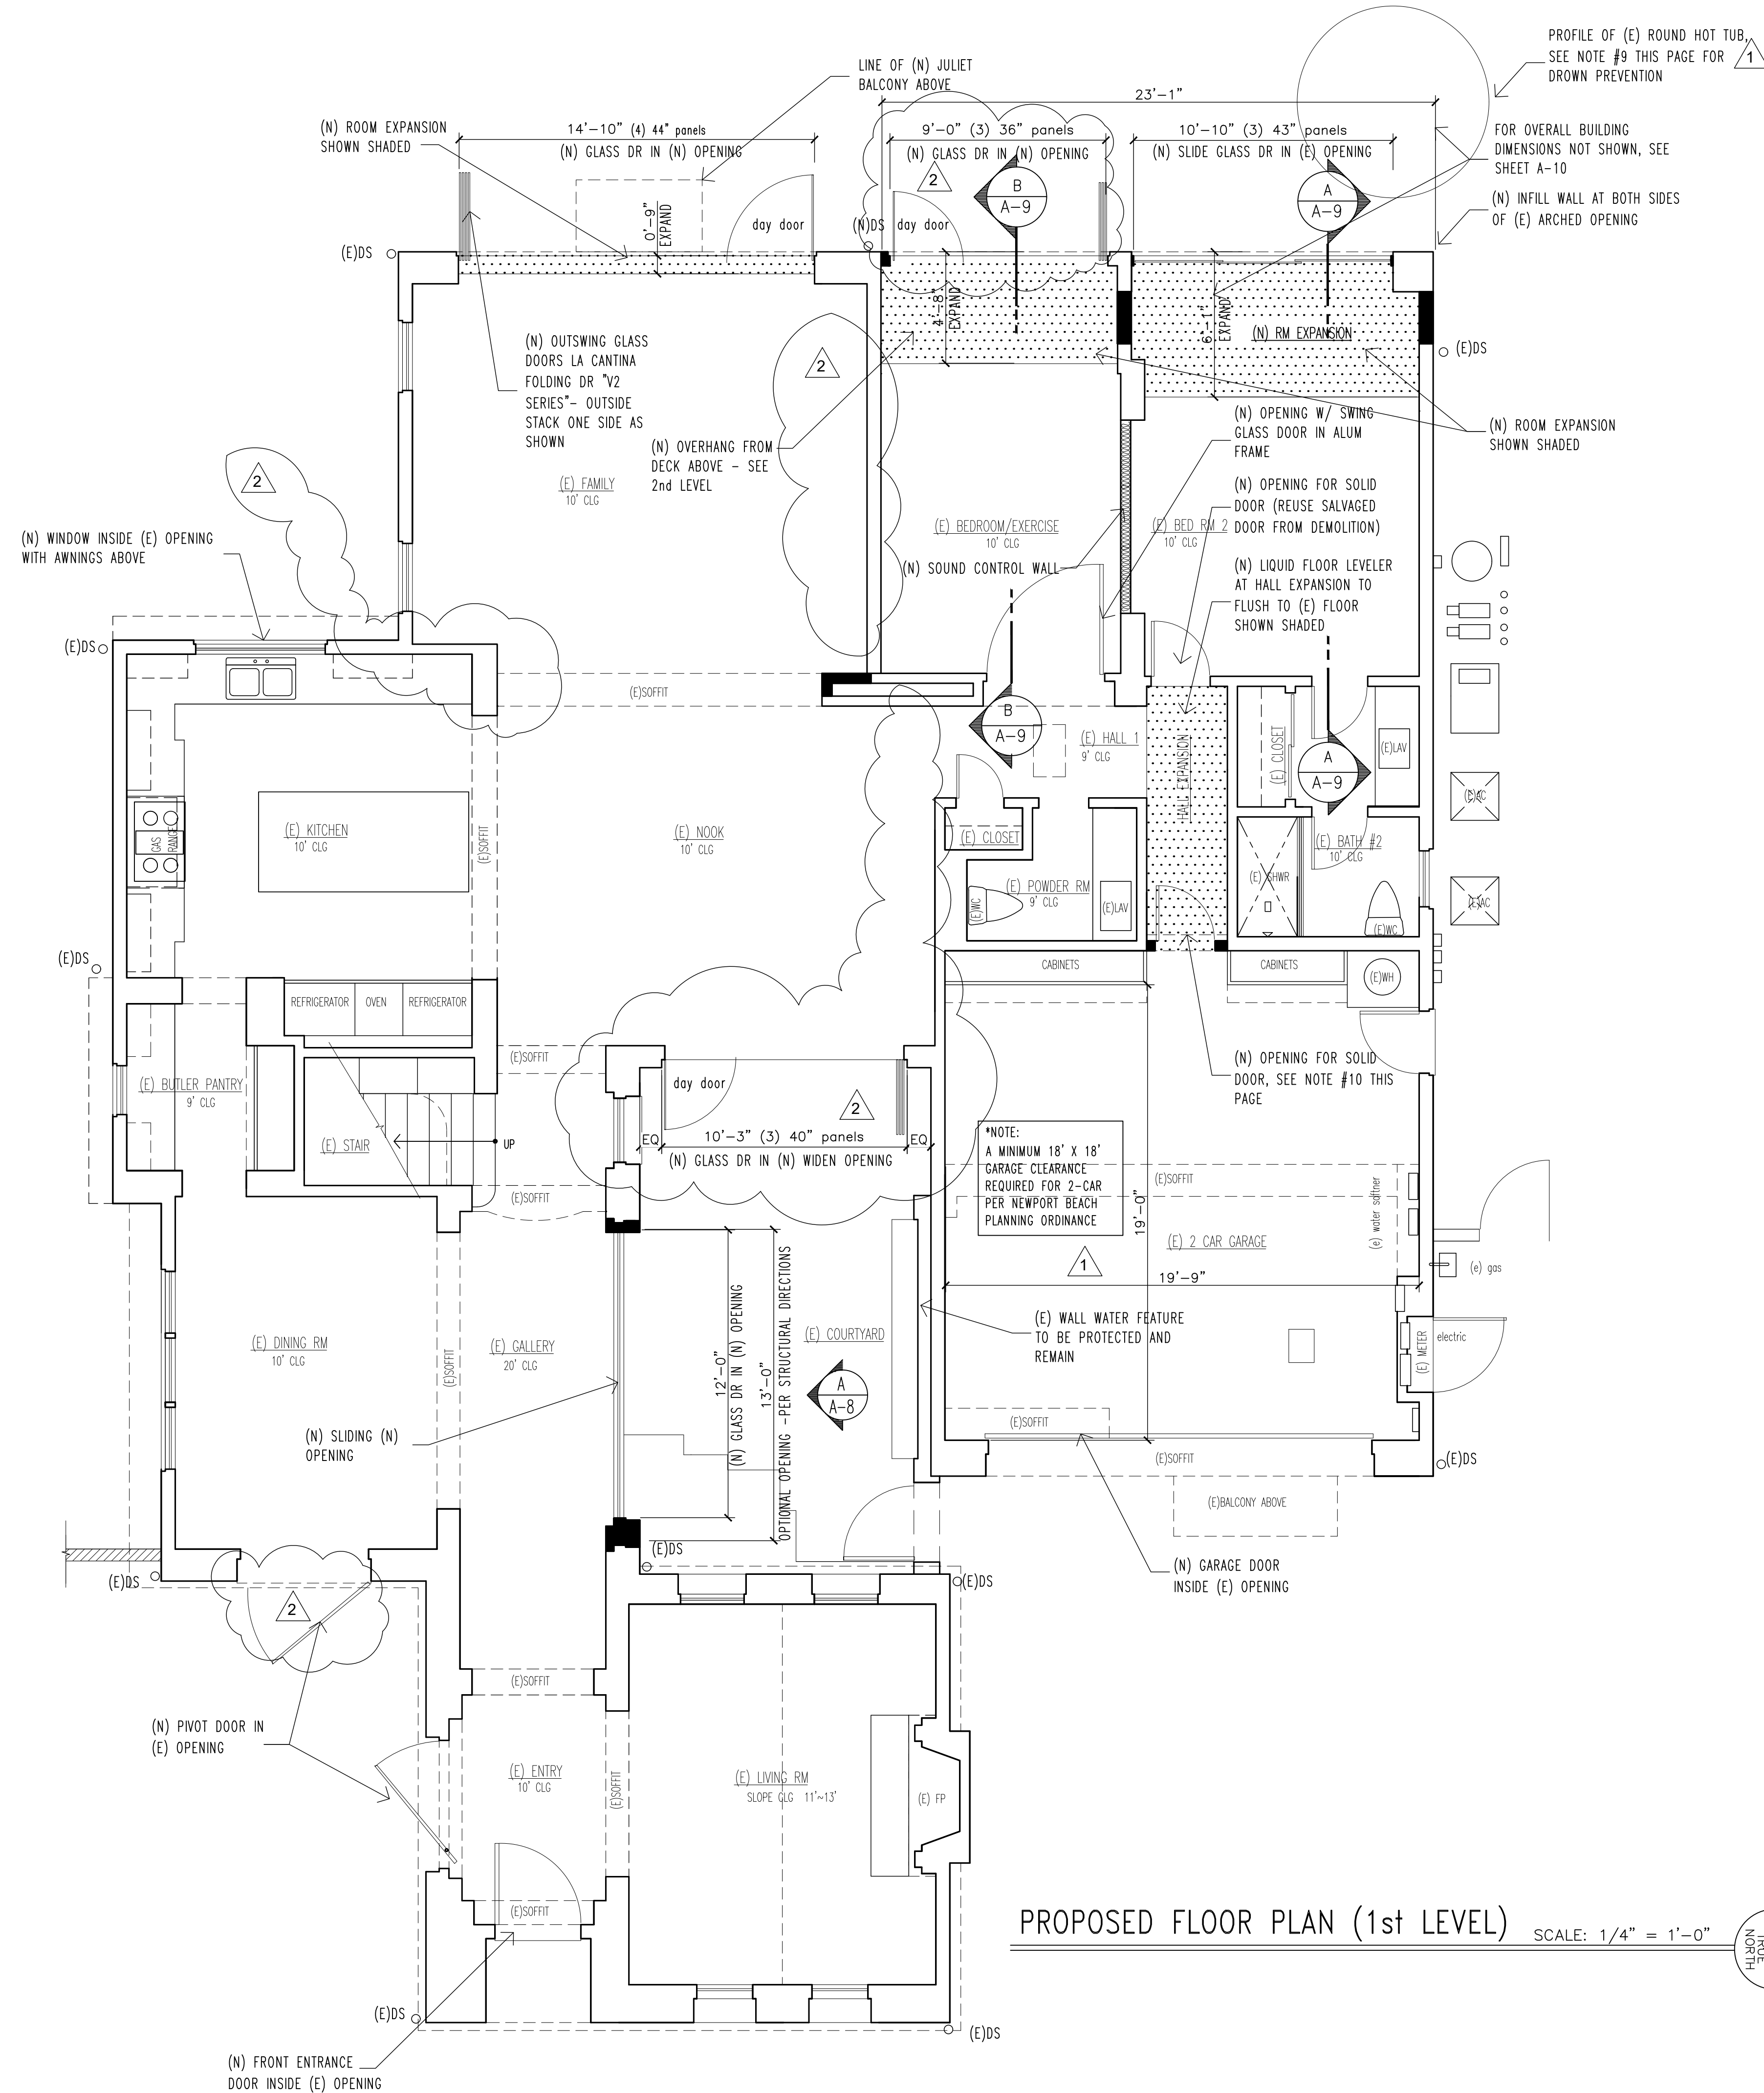 PROFILE OF (E) ROUND HOT TUB,
SEE NOTE #9 THIS PAGE FOR
DROWN PREVENTION
1
LINE OF (N) JULIET
BALCONY ABOVE
23'-1"
(N) ROOM EXPANSION
SHOWN SHADED
14'-10" (4) 44" panels
(N) GLASS DR IN (N) OPENING
9'-0" (3) 36" panels
(N) GLASS DR IN (N) OPENING
10'-10" (3) 43" panels
(N) SLIDE GLASS DR IN (E) OPENING
FOR OVERALL BUILDING
DIMENSIONS NOT SHOWN, SEE
SHEET A-10
2
B
A-9
A
A-9
(N) INFILL WALL AT BOTH SIDES
OF (E) ARCHED OPENING
0'-9"
EXPAND
day door
(N)DS
day door
(E)DS
4'-8"
EXPAND
6'-1"
EXPAND
(N) RM EXPANSION
(E)DS
(N) OUTSWING GLASS
DOORS LA CANTINA
FOLDING DR "V2
SERIES"- OUTSIDE
STACK ONE SIDE AS
SHOWN
2
(N) OVERHANG FROM
DECK ABOVE - SEE
2nd LEVEL
(N) OPENING W/ SWING
GLASS DOOR IN ALUM
FRAME
(N) ROOM EXPANSION
SHOWN SHADED
2
(E) FAMILY
10' CLG
(N) OPENING FOR SOLID
DOOR (REUSE SALVAGED
DOOR FROM DEMOLITION)
(E) BEDROOM/EXERCISE
10' CLG
(E) BED RM 2
10' CLG
(N) WINDOW INSIDE (E) OPENING
WITH AWNINGS ABOVE
(N) SOUND CONTROL WALL
(N) LIQUID FLOOR LEVELER
AT HALL EXPANSION TO
FLUSH TO (E) FLOOR
SHOWN SHADED
(E)DS
(E)SOFFIT
B
A-9
(E) HALL 1
9' CLG
HALL EXPANSION
(E) CLOSET
A
A-9
(E)LAV
(E)AC
GAS
RANGE
(E) KITCHEN
10' CLG
(E)SOFFIT
(E) NOOK
10' CLG
(E) CLOSET
(E) BATH #2
10' CLG
(E) SHWR
(E)WC
(E) POWDER RM
9' CLG
(E)WC
(E)LAV
(E)AC
(E)DS
CABINETS
CABINETS
(E)WH
REFRIGERATOR
OVEN
REFRIGERATOR
(E)SOFFIT
(N) OPENING FOR SOLID
DOOR, SEE NOTE #10 THIS
PAGE
(E) BUTLER PANTRY
9' CLG
day door
2
(E) STAIR
UP
EQ
10'-3" (3) 40" panels
EQ
(N) GLASS DR IN (N) WIDEN OPENING
*NOTE:
A MINIMUM 18' X 18'
GARAGE CLEARANCE
REQUIRED FOR 2-CAR
PER NEWPORT BEACH
PLANNING ORDINANCE
(E)SOFFIT
(E)SOFFIT
19'-0"
(e) water softner
(E) 2 CAR GARAGE
1
19'-9"
(e) gas
12'-0"
(N) GLASS DR IN (N) OPENING
13'-0"
OPTIONAL OPENING -PER STRUCTURAL DIRECTIONS
(E) WALL WATER FEATURE
TO BE PROTECTED AND
REMAIN
(E) METER
electric
(E) DINING RM
10' CLG
(E)SOFFIT
(E) GALLERY
20' CLG
(E) COURTYARD
A
A-8
(N) SLIDING (N)
OPENING
(E)SOFFIT
(E)SOFFIT
(E)DS
(E)BALCONY ABOVE
(E)DS
(E)DS
(E)DS
(N) GARAGE DOOR
INSIDE (E) OPENING
2
(E)SOFFIT
(N) PIVOT DOOR IN
(E) OPENING
(E) ENTRY
10' CLG
(E)SOFFIT
(E) LIVING RM
SLOPE CLG 11'~13'
(E) FP
(E)SOFFIT
PROPOSED FLOOR PLAN (1st LEVEL)
SCALE: 1/4" = 1'-0"
TRUE
NORTH
(E)DS
(E)DS
(N) FRONT ENTRANCE
DOOR INSIDE (E) OPENING